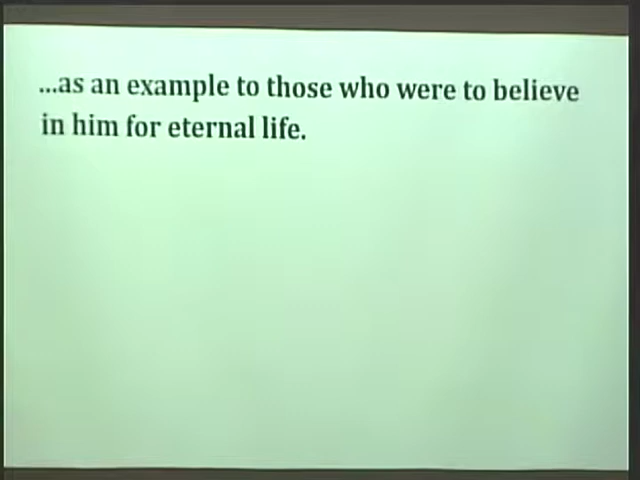 ...as an example to those who were to believe
in him for eternal life.